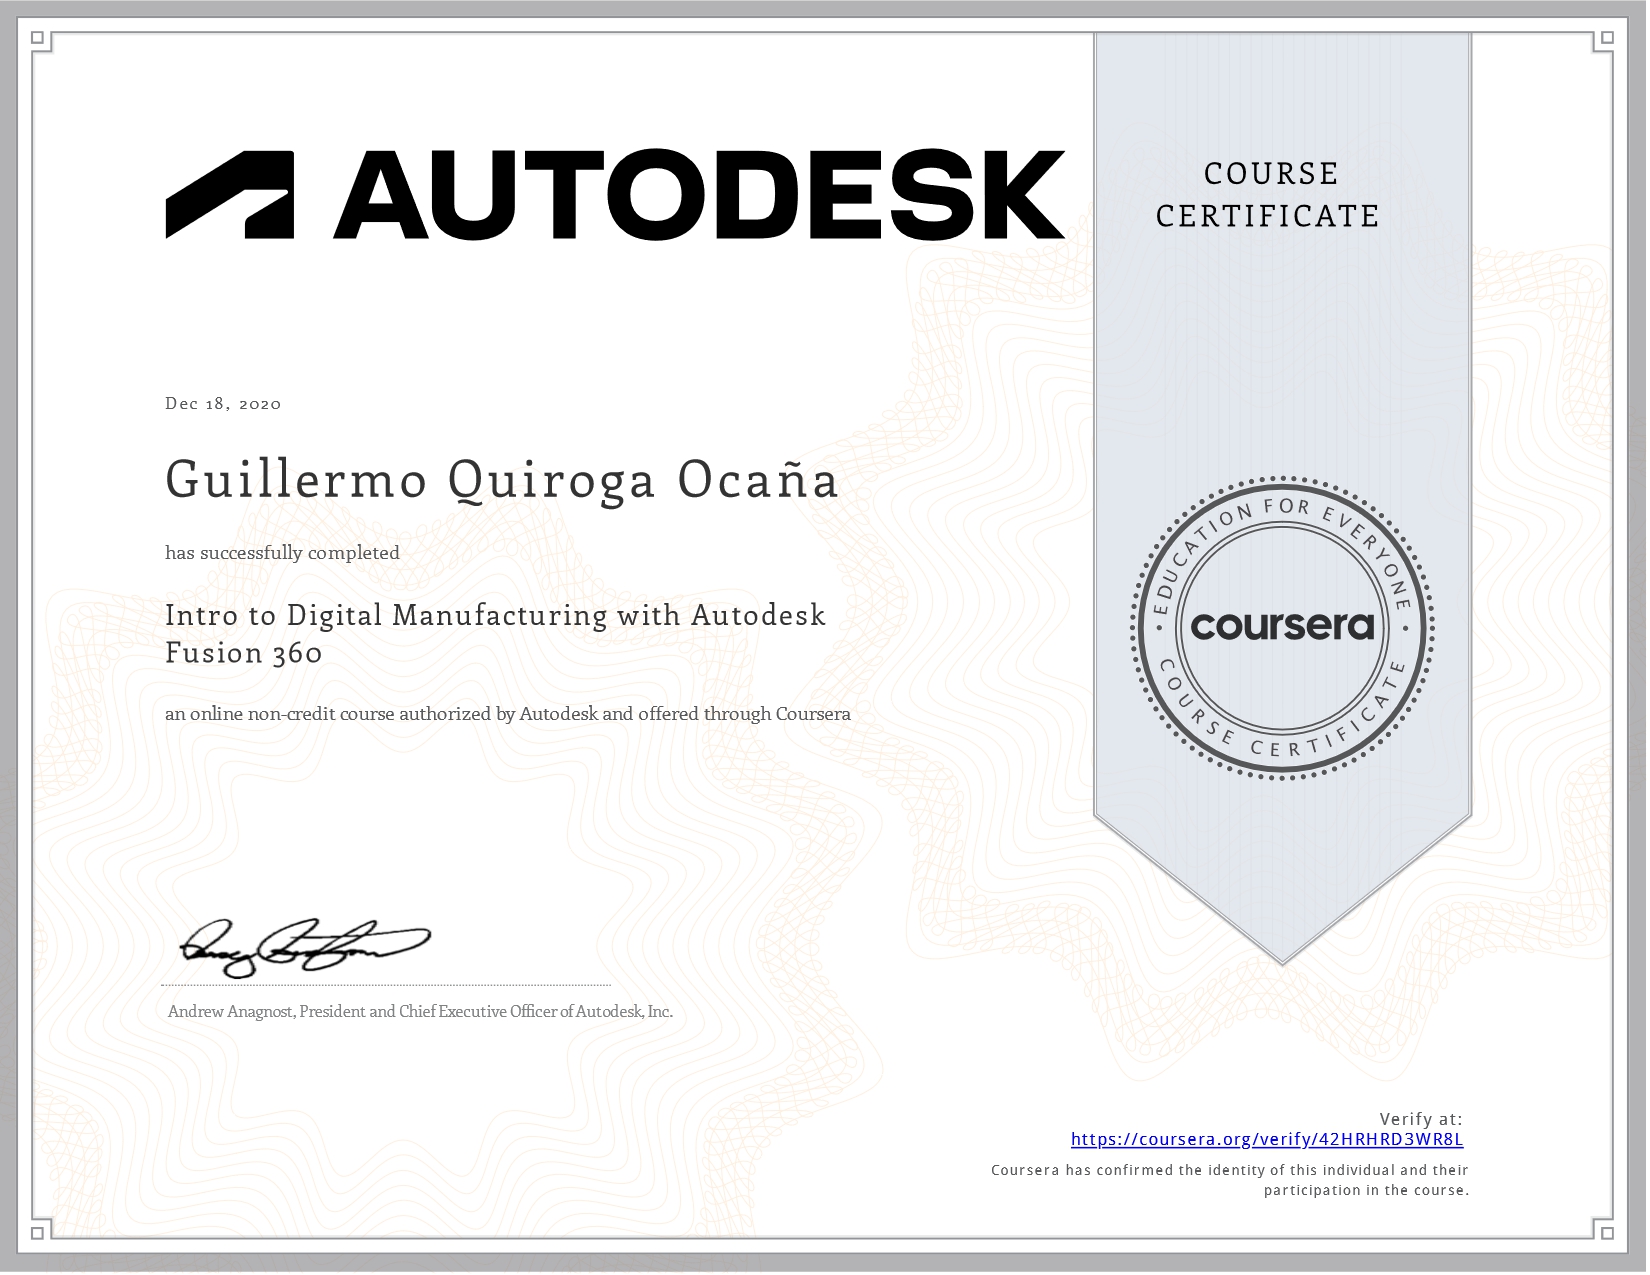 AUTODESK
COURSE
CERTIFICATE
Dec 18, 2020
Guillermo Quiroga Ocaña
has successfully completed
Intro to Digital Manufacturing with Autodesk
Fusion 360
an online non-credit course authorized by Autodesk and offered through Coursera
EDUCATION FOR EVERYONE
coursera
COURSE CERTIFICATE
Andrew Anagnost, President and Chief Executive Officer of Autodesk, Inc.
Verify at:
https://coursera.org/verify/42HRHRD3WR8L
Coursera has confirmed the identity of this individual and their
participation in the course.